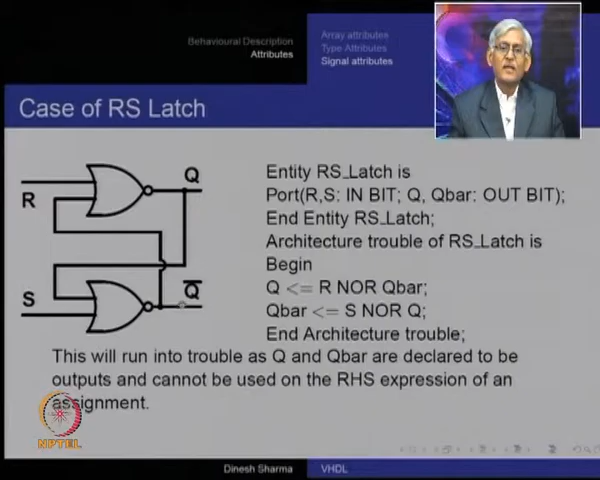 Behavioural Description
Attributes
Array attributes
Type Attributes
Signal attributes
Case of RS Latch
R
Q
S
Q̅
Entity RS_Latch is
Port(R,S: IN BIT; Q, Qbar: OUT BIT);
End Entity RS_Latch;
Architecture trouble of RS_Latch is
Begin
Q <= R NOR Qbar;
Qbar <= S NOR Q;
End Architecture trouble;
This will run into trouble as Q and Qbar are declared to be
outputs and cannot be used on the RHS expression of an
assignment.
NPTEL
Dinesh Sharma
VHDL